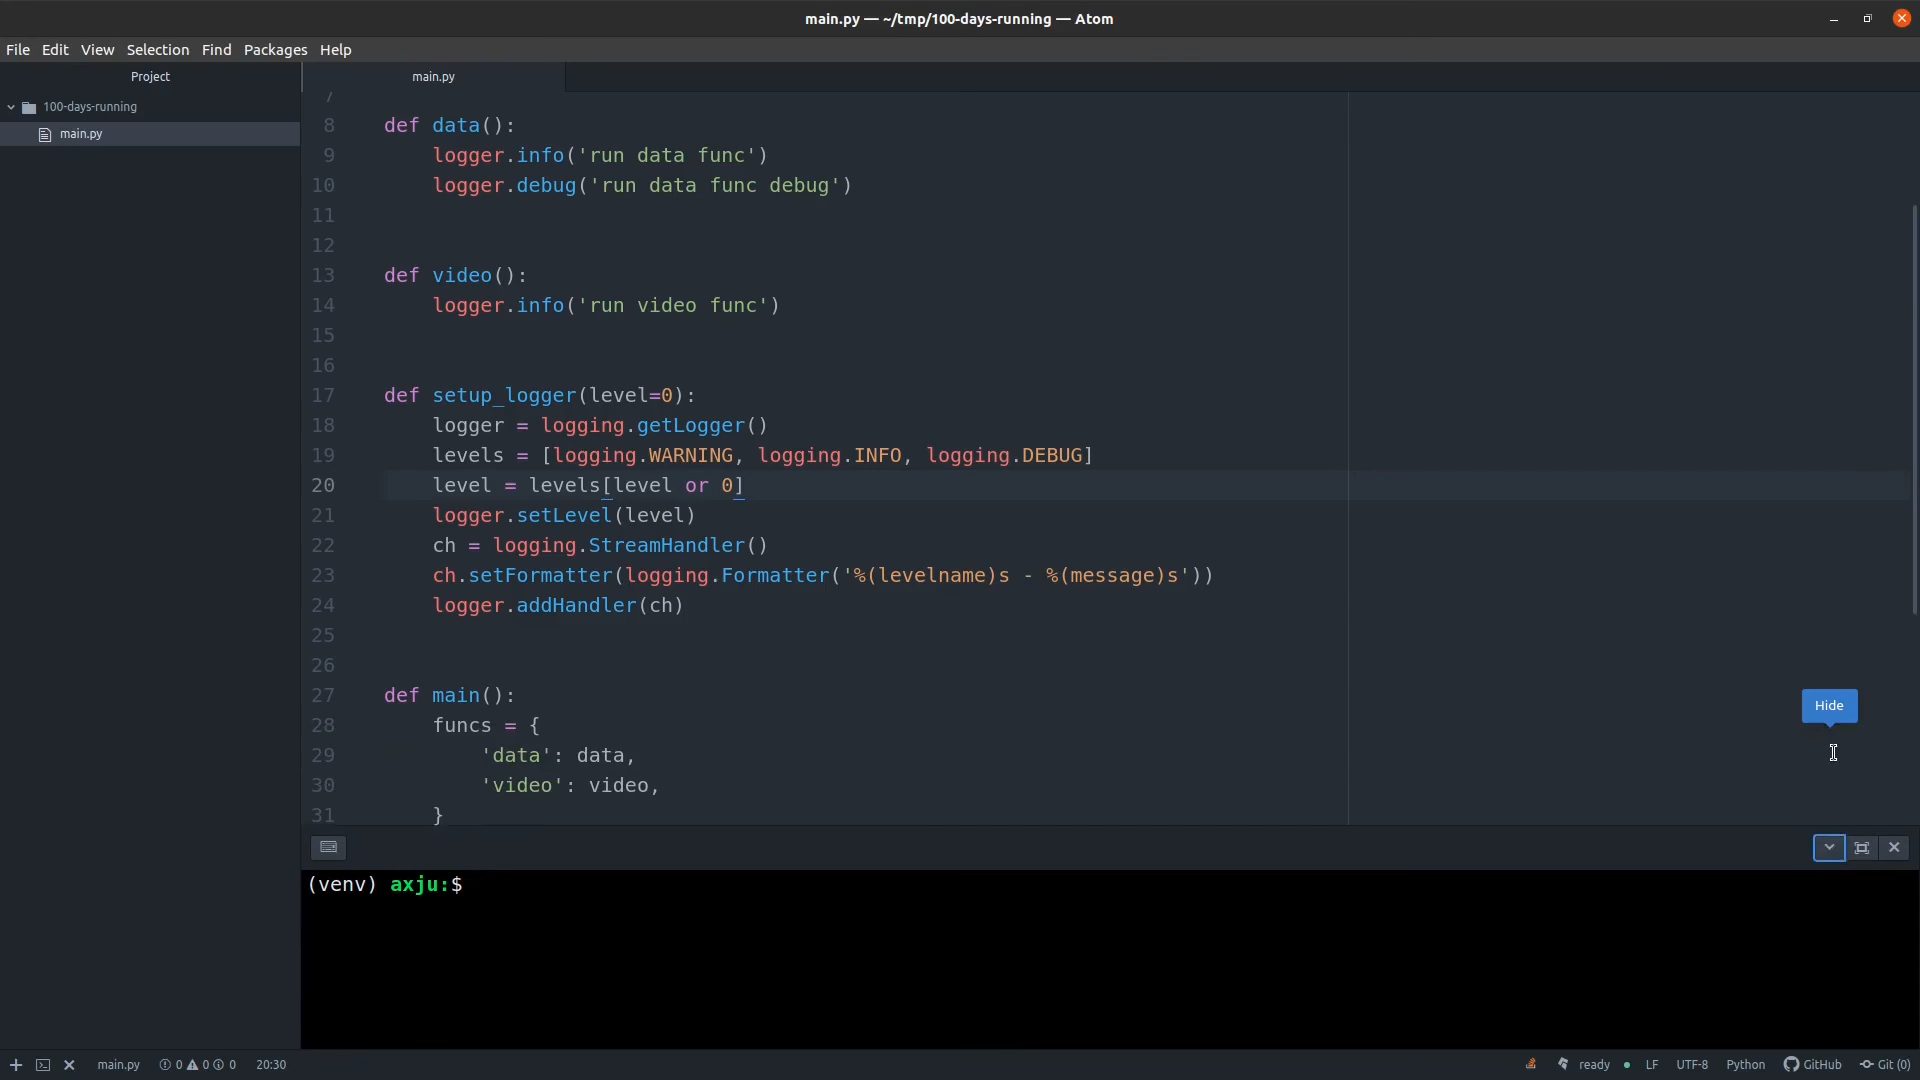 main.py — ~/tmp/100-days-running — Atom
File Edit View Selection Find Packages Help
Project
main.py
100-days-running
main.py
7
8 def data():
9 logger.info('run data func')
10 logger.debug('run data func debug')
11
12
13 def video():
14 logger.info('run video func')
15
16
17 def setup_logger(level=0):
18 logger = logging.getLogger()
19 levels = [logging.WARNING, logging.INFO, logging.DEBUG]
20 level = levels[level or 0]
21 logger.setLevel(level)
22 ch = logging.StreamHandler()
23 ch.setFormatter(logging.Formatter('%(levelname)s - %(message)s'))
24 logger.addHandler(ch)
25
26
27 def main():
28 funcs = {
29 'data': data,
30 'video': video,
31 }
Hide
(venv) axju:$
main.py 0 0 0 20:30 ready LF UTF-8 Python GitHub Git (0)